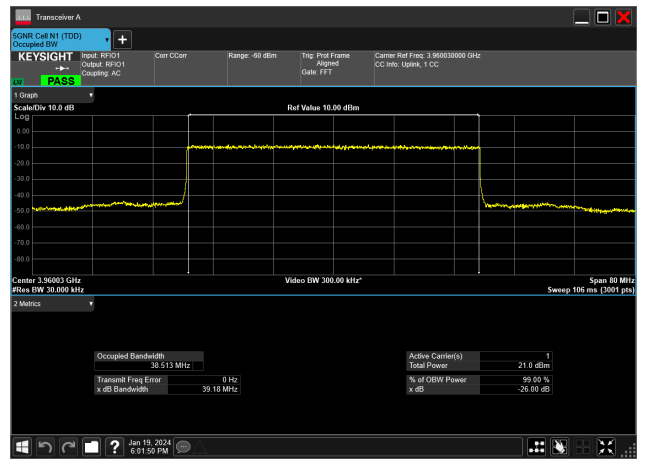 Transceiver A
5GNR Cell N1 (TDD)
Occupied BW
KEYSIGHT
Input: RFIO1
Output: RFIO1
Coupling: AC
Corr CCorr
Range: -60 dBm
Trig: Prot Frame
Aligned
Gate: FFT
Carrier Ref Freq: 3.960030000 GHz
CC Info: Uplink, 1 CC
PASS
1 Graph
Scale/Div 10.0 dB
Ref Value 10.00 dBm
Log
0.00
-10.0
-20.0
-30.0
-40.0
-50.0
-60.0
-70.0
-80.0
Center 3.96003 GHz
Video BW 300.00 kHz*
Span 80 MHz
#Res BW 30.000 kHz
Sweep 106 ms (3001 pts)
2 Metrics
Occupied Bandwidth
38.513 MHz
Active Carrier(s) 1
Total Power 21.0 dBm
Transmit Freq Error 0 Hz
x dB Bandwidth 39.18 MHz
% of OBW Power 99.00 %
x dB -26.00 dB
?
Jan 19, 2024
6:01:50 PM